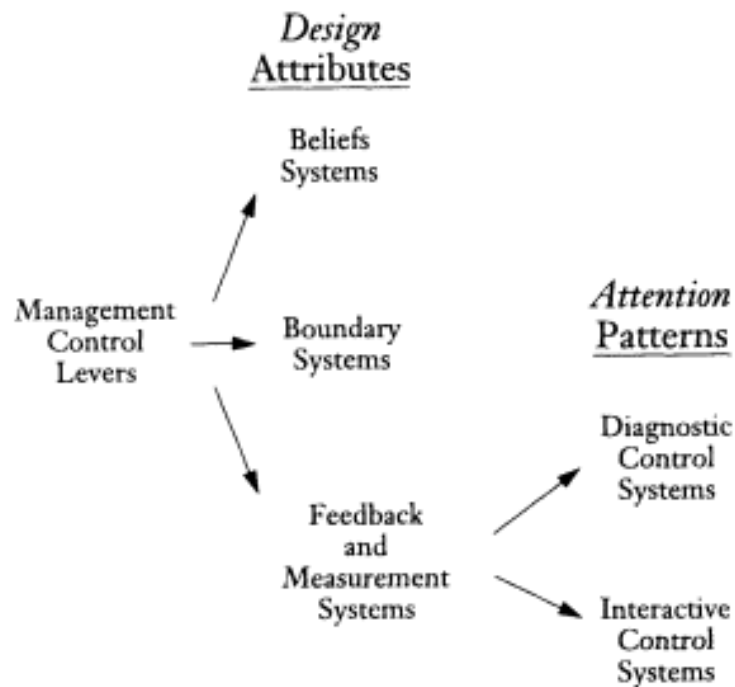 Design
Attributes
Beliefs
Systems
Management
Control
Levers
Boundary
Systems
Attention
Patterns
Diagnostic
Control
Systems
Feedback
and
Measurement
Systems
Interactive
Control
Systems